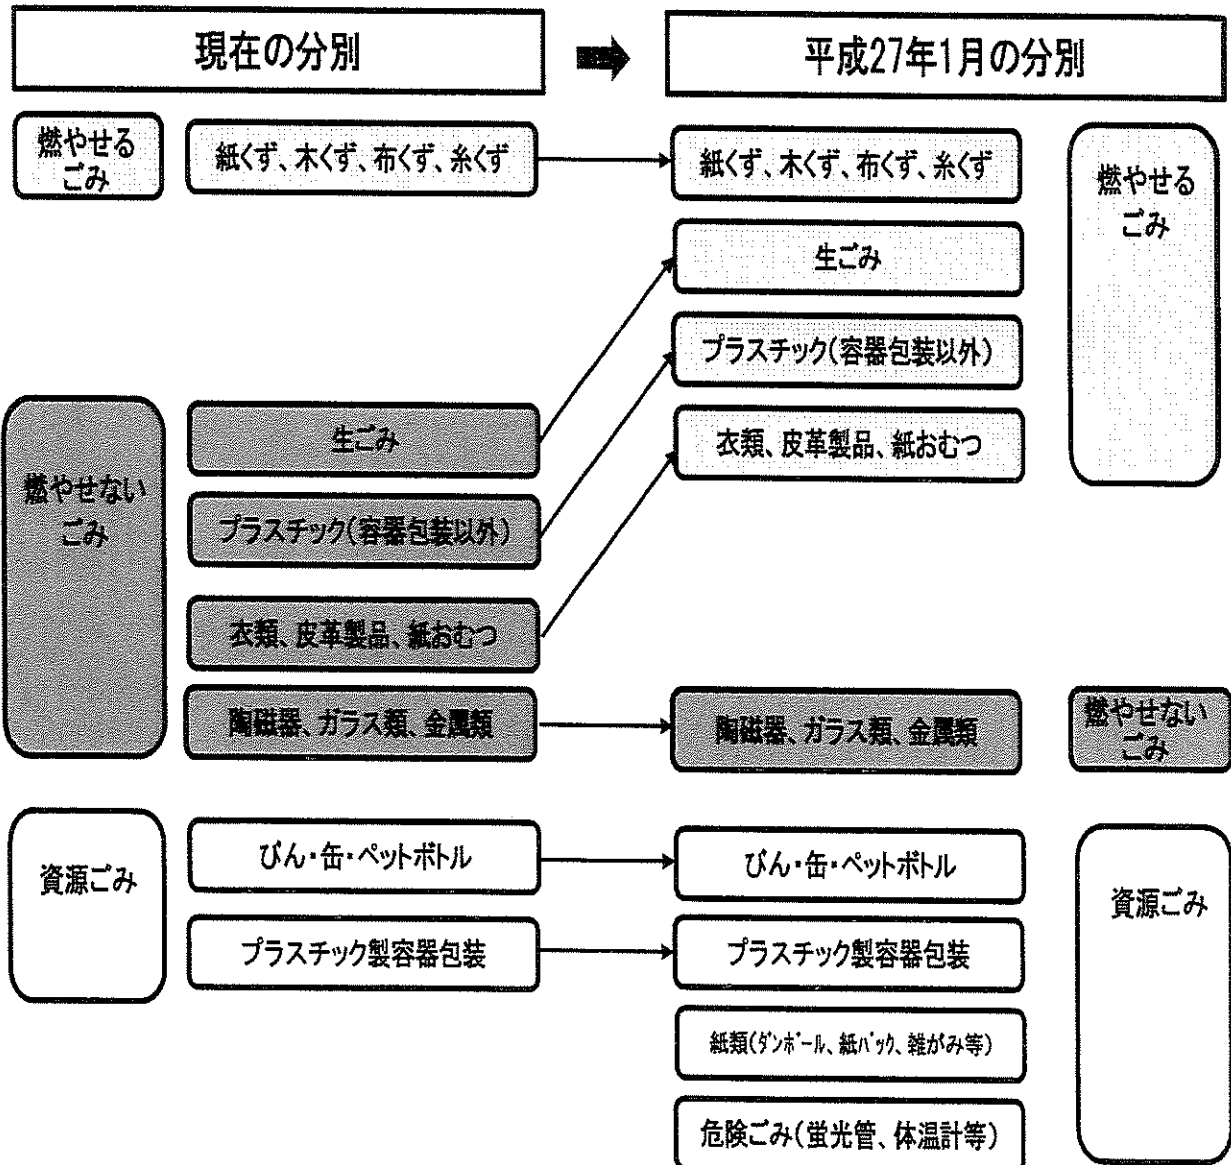 現在の分別
平成27年1月の分別
燃やせる
ごみ
紙くず、木くず、布くず、糸くず
紙くず、木くず、布くず、糸くず
燃やせる
ごみ
生ごみ
プラスチック(容器包装以外)
衣類、皮革製品、紙おむつ
燃やせない
ごみ
生ごみ
プラスチック(容器包装以外)
衣類、皮革製品、紙おむつ
陶磁器、ガラス類、金属類
陶磁器、ガラス類、金属類
燃やせない
ごみ
資源ごみ
びん・缶・ペットボトル
プラスチック製容器包装
びん・缶・ペットボトル
プラスチック製容器包装
紙類(ダンボール、紙パック、雑がみ等)
危険ごみ(蛍光管、体温計等)
資源ごみ